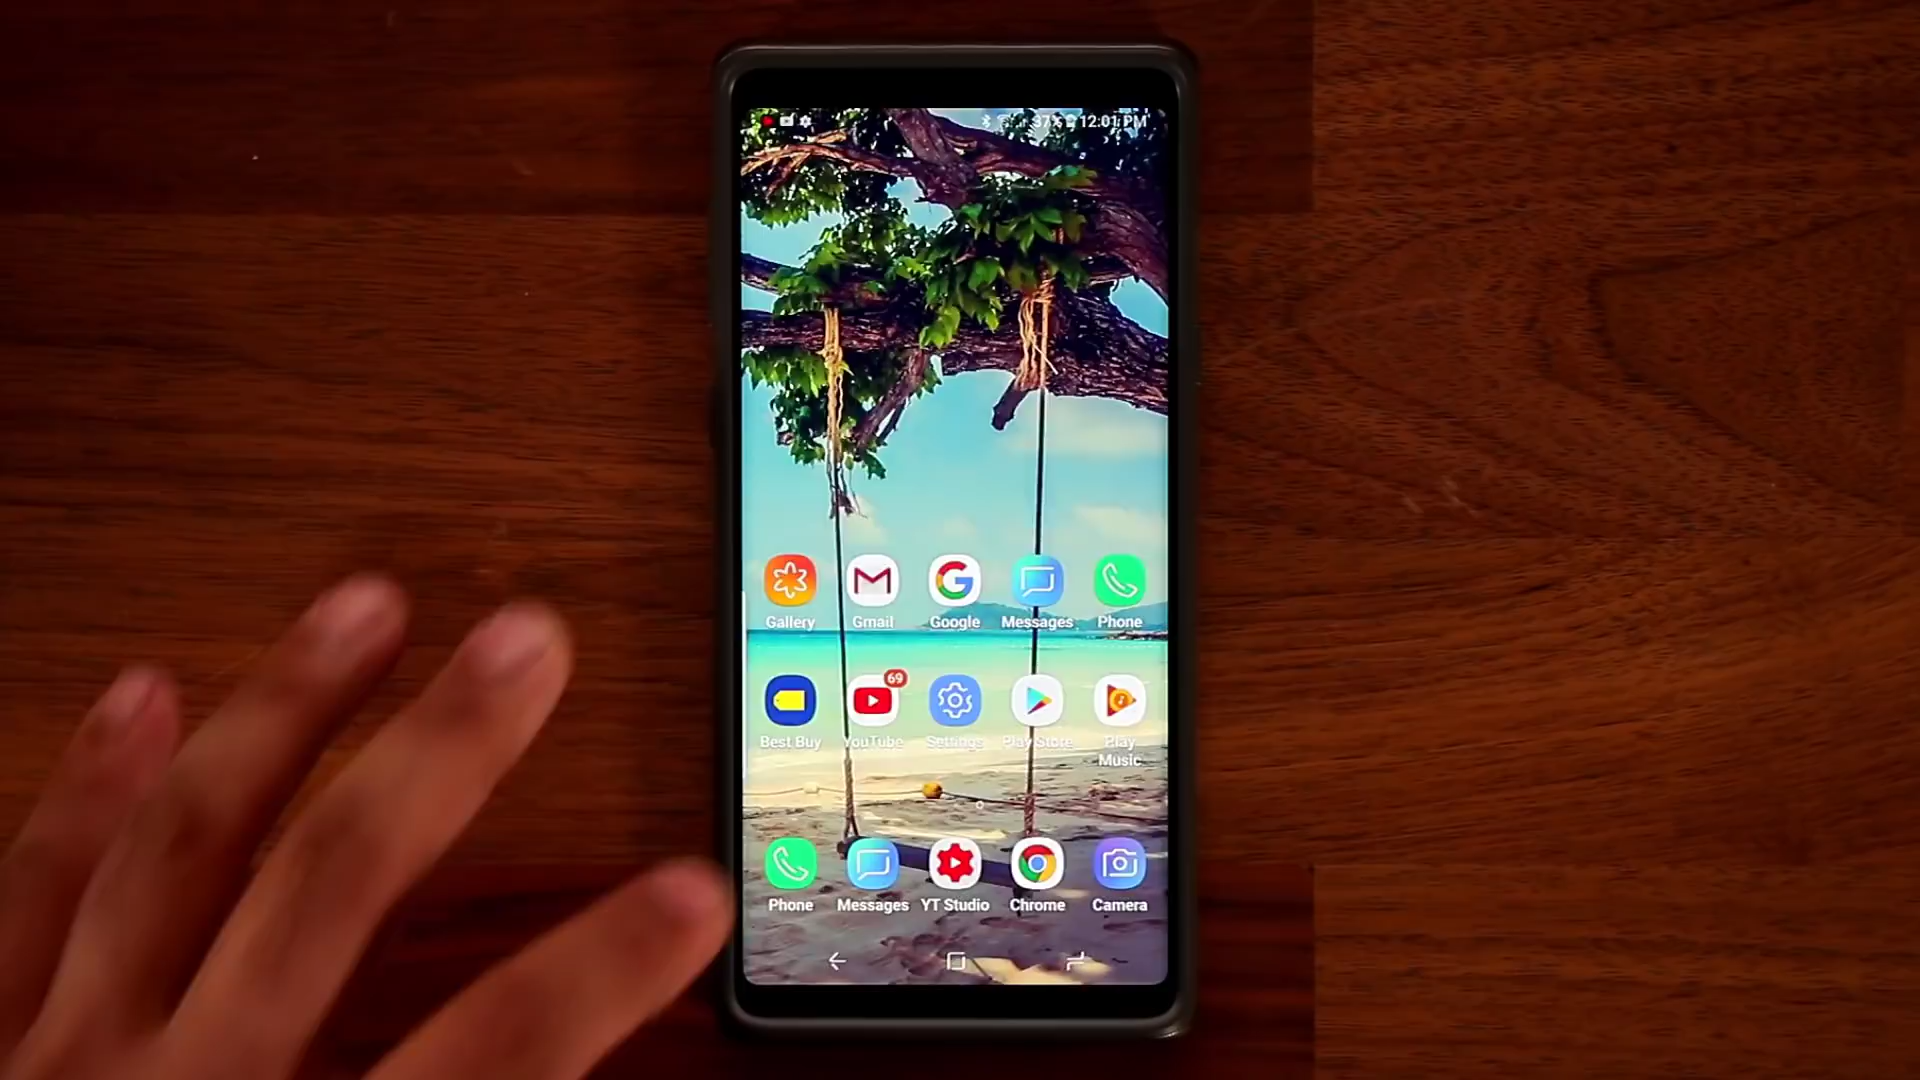 37% 12:01 PM
Gallery Gmail Google Messages Phone
69
Best Buy YouTube Settings Play Store Play
Music
Phone Messages YT Studio Chrome Camera